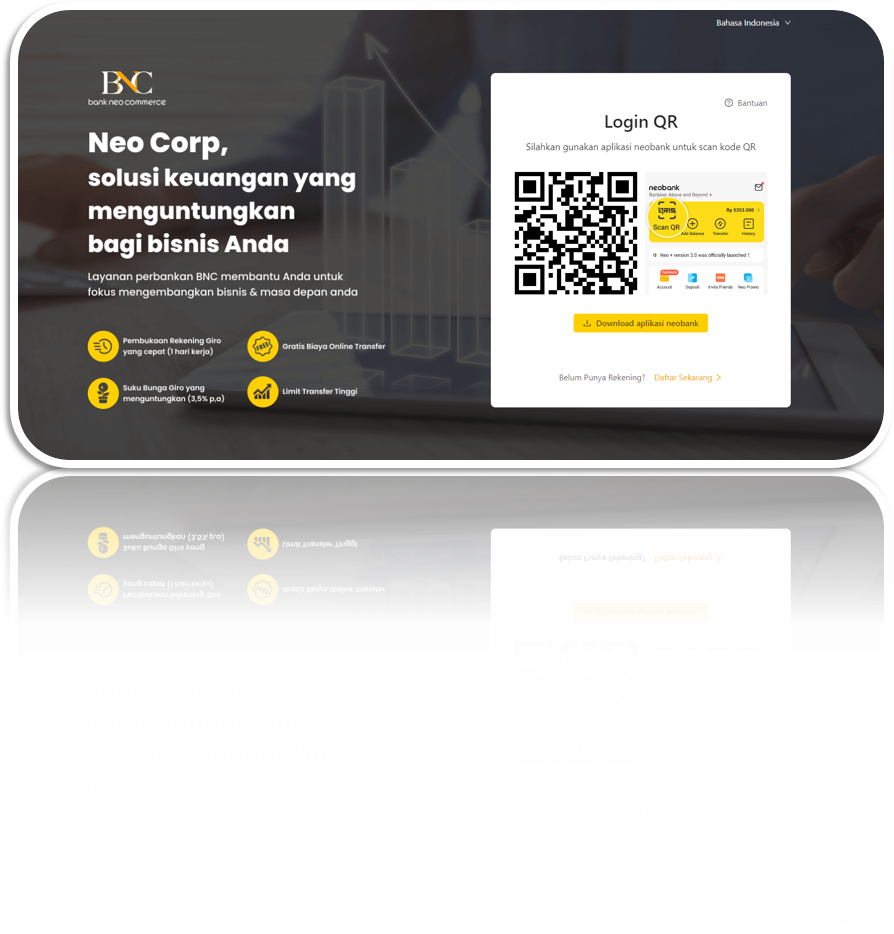 Bahasa Indonesia
BNC
bank neo commerce
Neo Corp,
solusi keuangan yang
menguntungkan
bagi bisnis Anda
Layanan perbankan BNC membantu Anda untuk
fokus mengembangkan bisnis & masa depan anda
Pembukaan Rekening Giro
yang cepat (1 hari kerja)
FREE
Gratis Biaya Online Transfer
Suku Bunga Giro yang
menguntungkan (3,5% p,a)
Limit Transfer Tinggi
Bantuan
Login QR
Silahkan gunakan aplikasi neobank untuk scan kode QR
neobank
Banking Above and Beyond
Rp 5353.000
QRIS
Scan QR
Add Balance
Transfer
History
Neo + version 2.0 was officially launched !
Account
Deposit
Invite Friends
Neo Promo
Download aplikasi neobank
Belum Punya Rekening? Daftar Sekarang